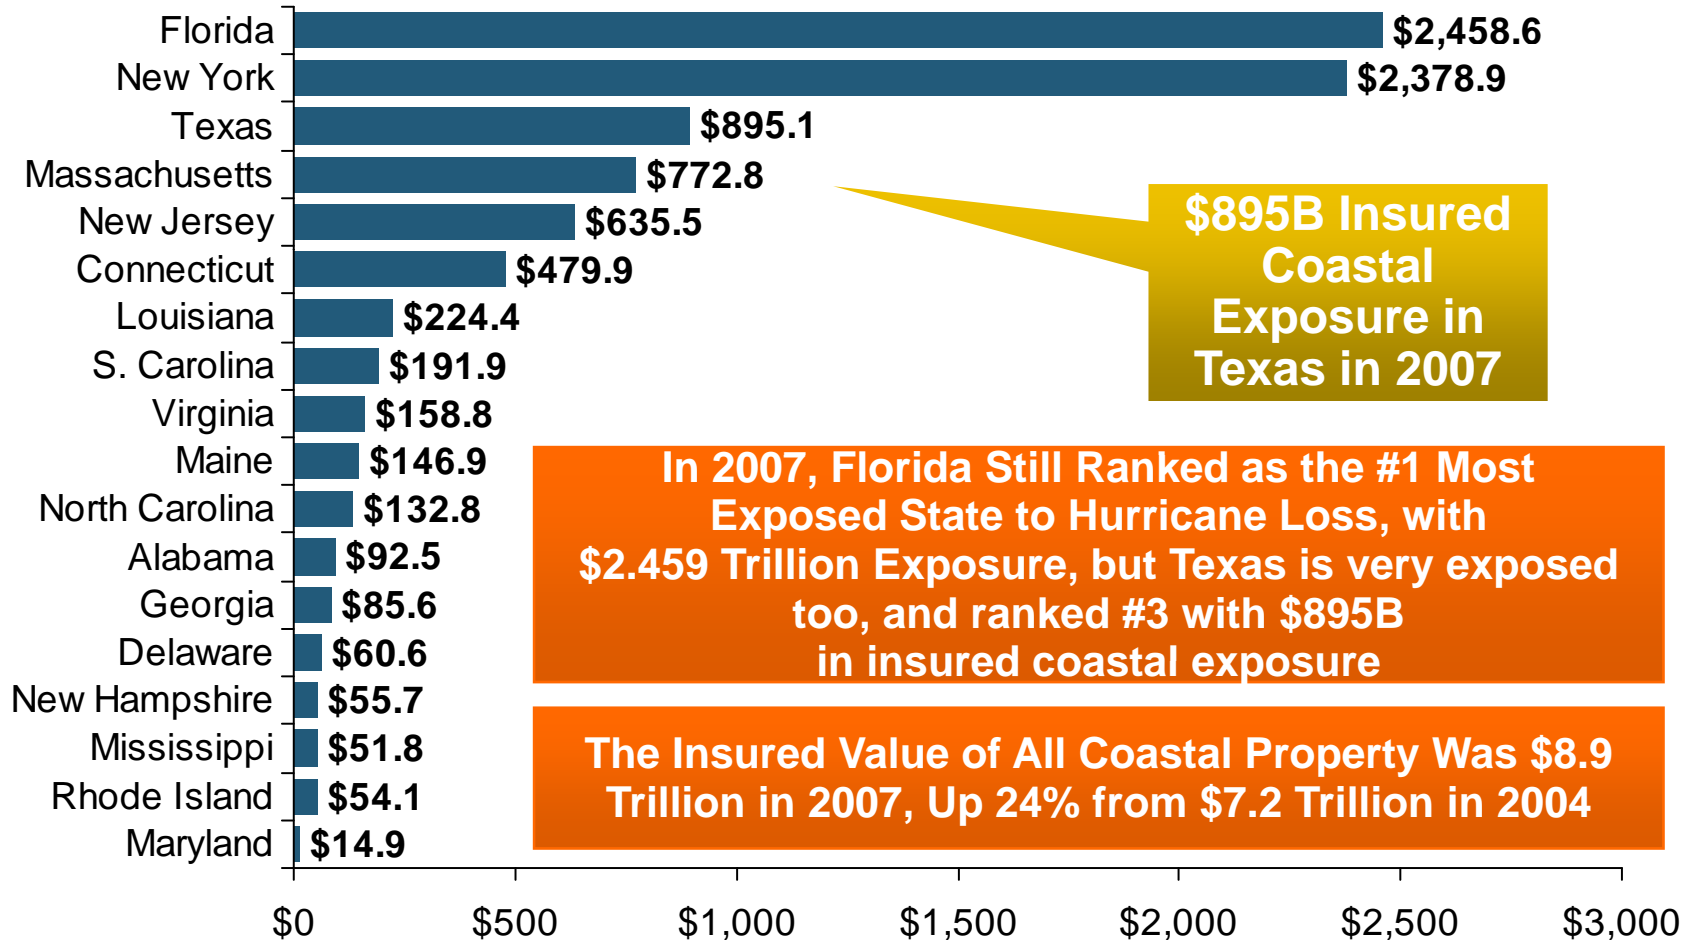 Florida $2,458.6
New York $2,378.9
Texas $895.1
Massachusetts $772.8
New Jersey $635.5
Connecticut $479.9
Louisiana $224.4
S. Carolina $191.9
Virginia $158.8
Maine $146.9
North Carolina $132.8
Alabama $92.5
Georgia $85.6
Delaware $60.6
New Hampshire $55.7
Mississippi $51.8
Rhode Island $54.1
Maryland $14.9
$0 $500 $1,000 $1,500 $2,000 $2,500 $3,000
$895B Insured
Coastal
Exposure in
Texas in 2007
In 2007, Florida Still Ranked as the #1 Most
Exposed State to Hurricane Loss, with
$2.459 Trillion Exposure, but Texas is very exposed
too, and ranked #3 with $895B
in insured coastal exposure
The Insured Value of All Coastal Property Was $8.9
Trillion in 2007, Up 24% from $7.2 Trillion in 2004